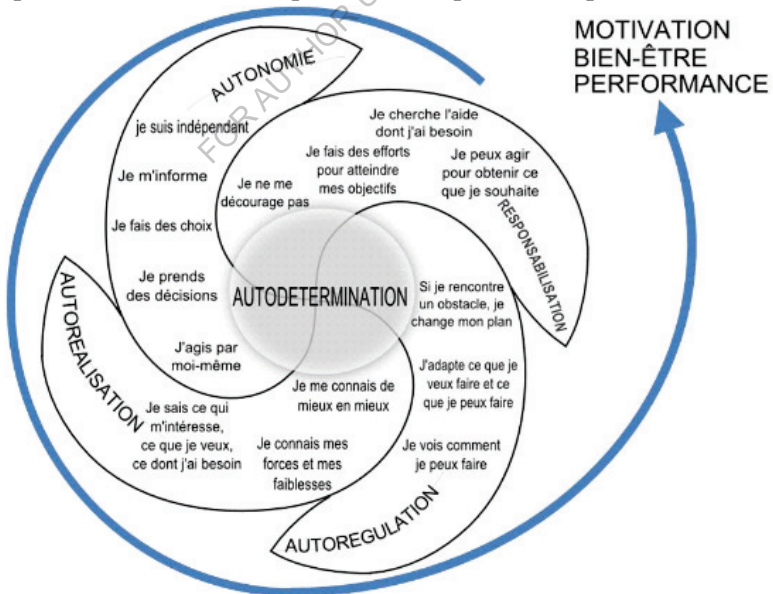 MOTIVATION
BIEN-ÊTRE
PERFORMANCE
AUTONOMIE
je suis indépendant
Je m'informe
Je fais des choix
Je prends
des décisions
J'agis par
moi-même
Je cherche l'aide
dont j'ai besoin
Je fais des efforts
pour atteindre
mes objectifs
Je ne me
décourage pas
Je peux agir
pour obtenir ce
que je souhaite
RESPONSABILISATION
AUTODETERMINATION
Si je rencontre
un obstacle, je
change mon plan
J'adapte ce que je
veux faire et ce
que je peux faire
Je vois comment
je peux faire
AUTOREGULATION
AUTOREALISATION
Je me connais de
mieux en mieux
Je sais ce qui
m'intéresse,
ce que je veux,
ce dont j'ai besoin
Je connais mes
forces et mes
faiblesses
FOR AUTHOR